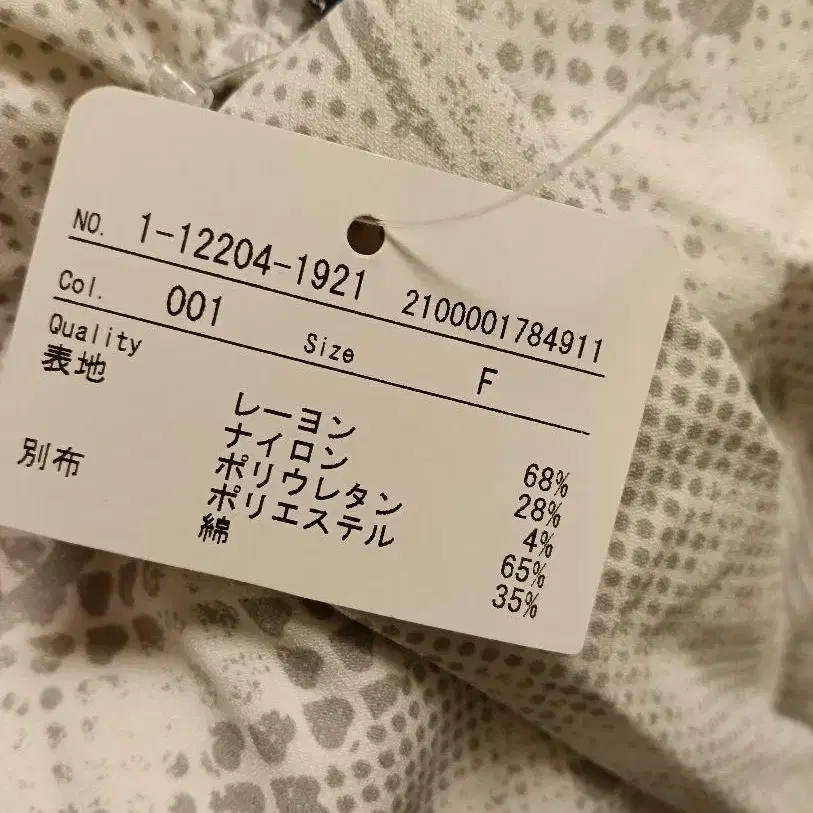 NO. 1-12204-1921 2100001784911
Col. 001 Size F
Quality
表地 レーヨン 68%
ナイロン 28%
ポリウレタン 4%
別布 ポリエステル 65%
綿 35%